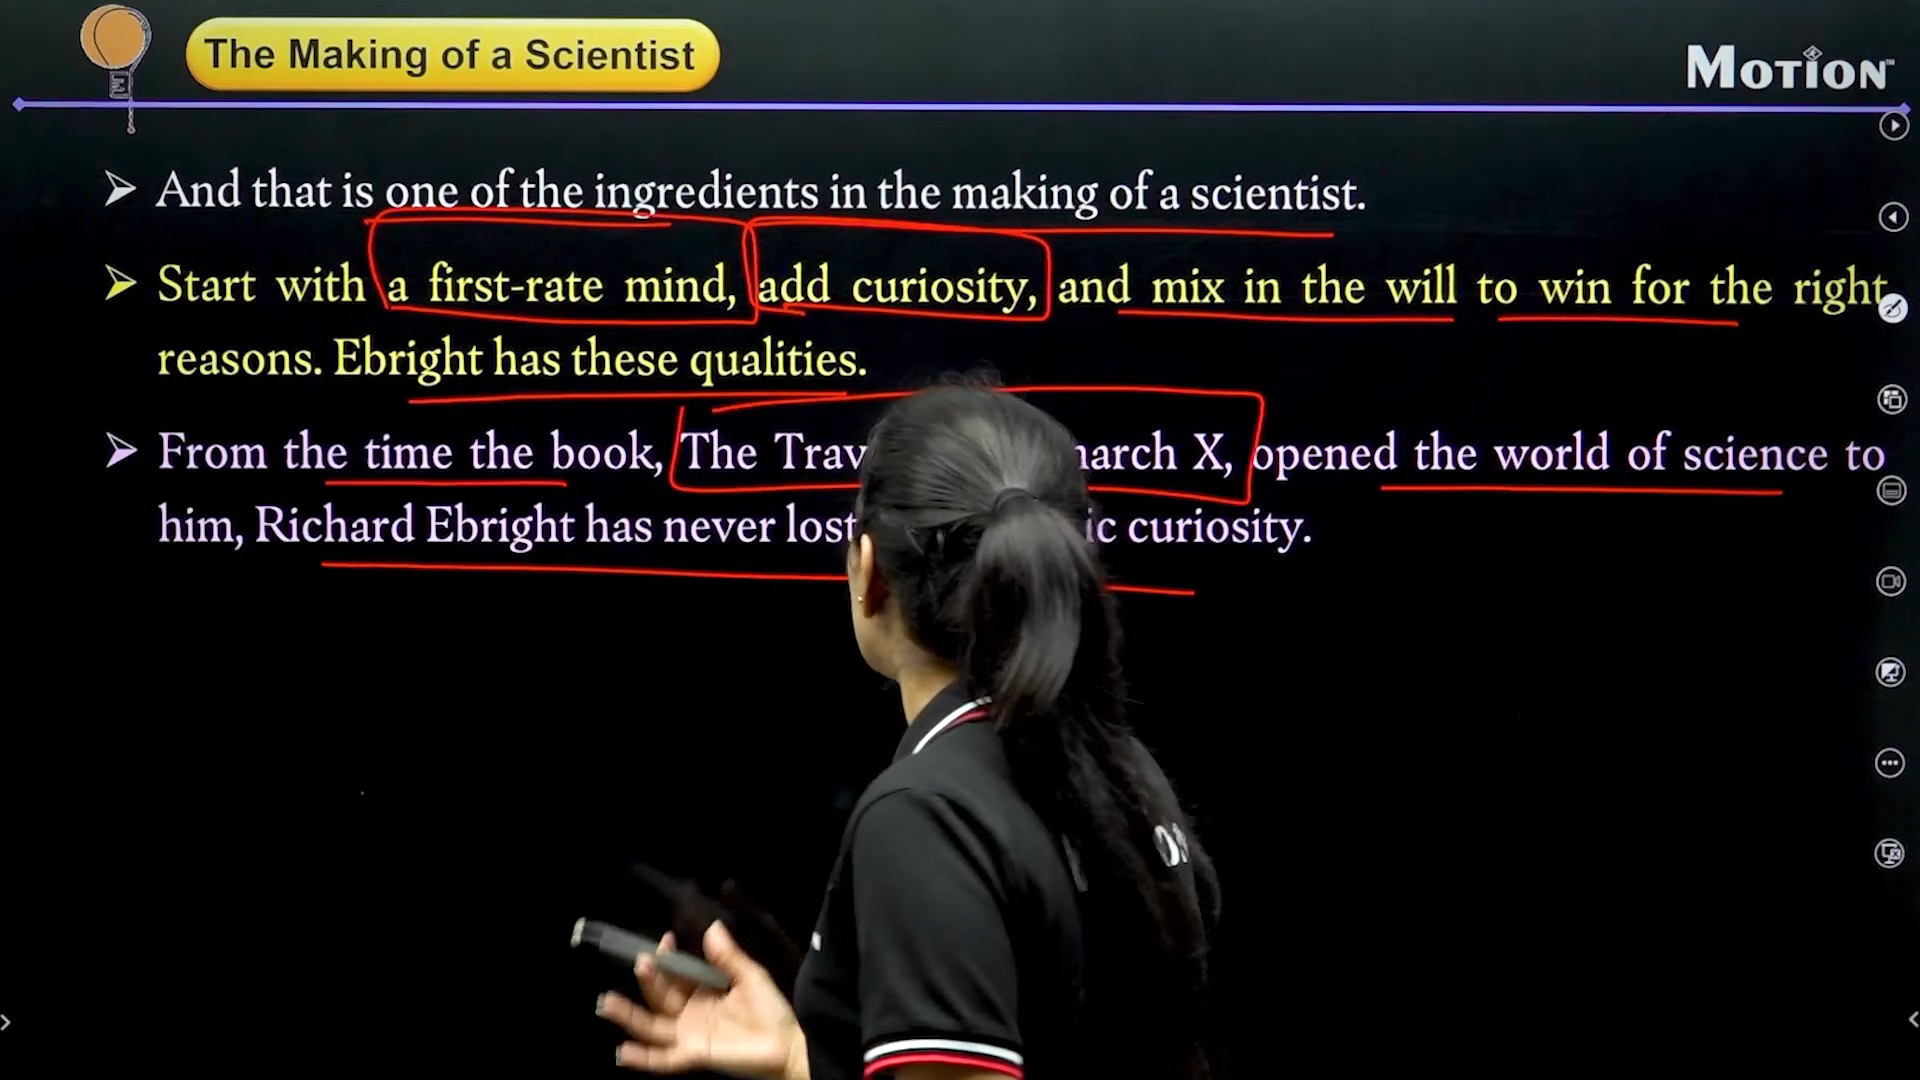 The Making of a Scientist
MOTION
And that is one of the ingredients in the making of a scientist.
Start with a first-rate mind, add curiosity, and mix in the will to win for the right
reasons. Ebright has these qualities.
From the time the book, The X, opened the world of science to
him, Richard Ebright has never lost curiosity.